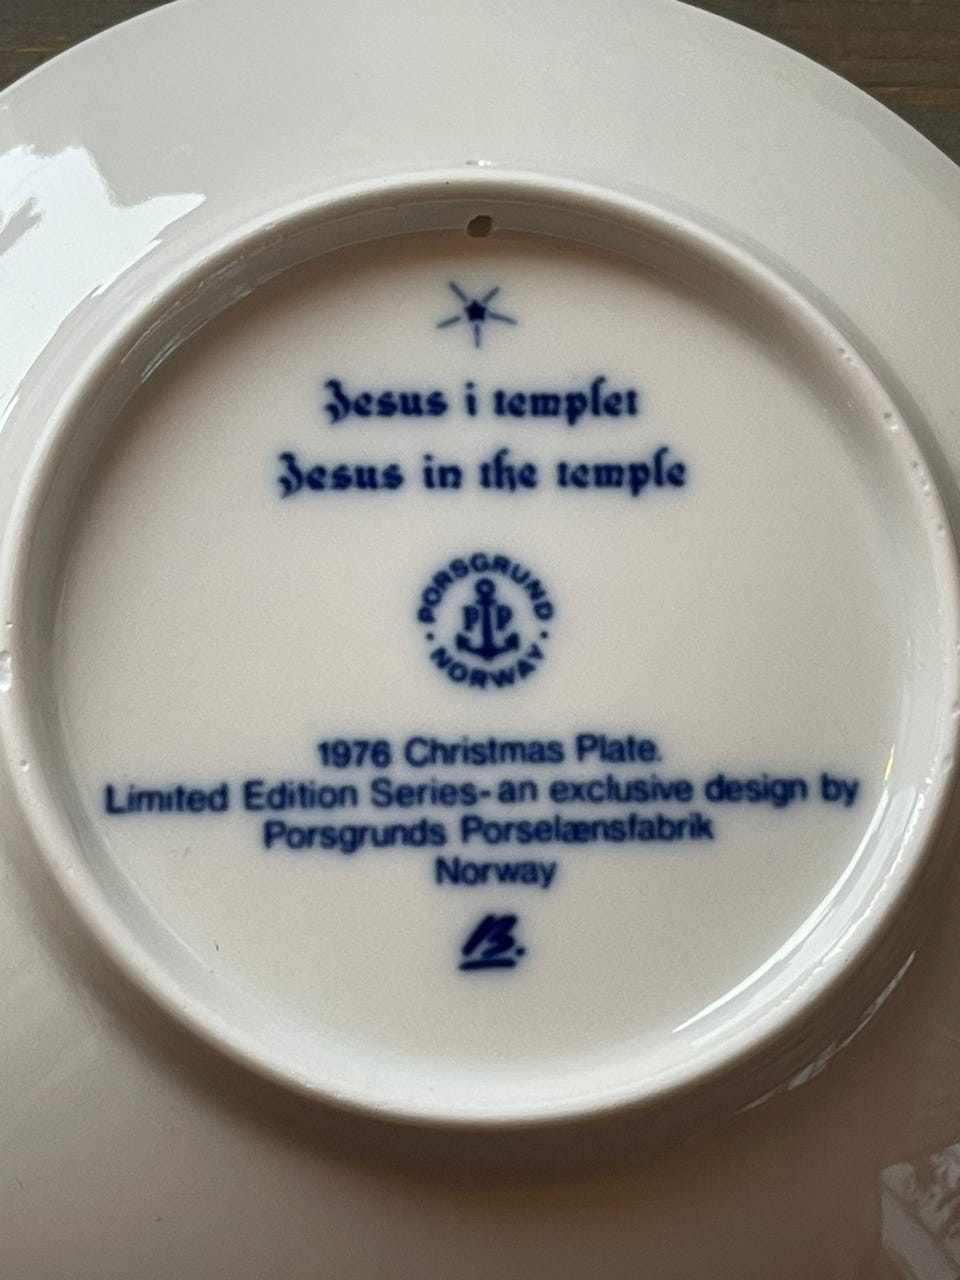 Jesus i templet
Jesus in the temple
PORSGRUND
PP
NORWAY
1976 Christmas Plate.
Limited Edition Series- an exclusive design by
Porsgrunds Porselænsfabrik
Norway
B.